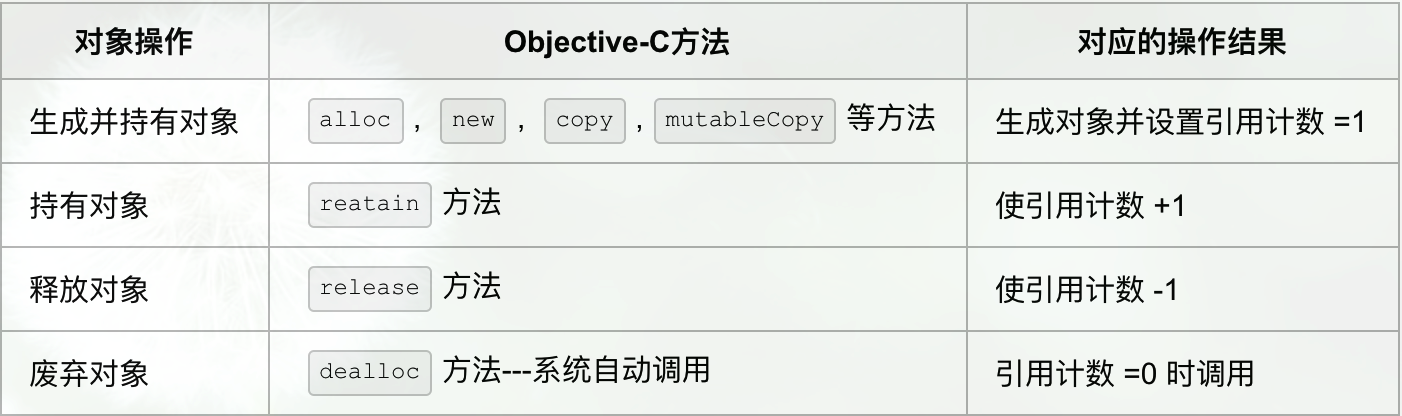 对象操作 Objective-C方法 对应的操作结果
生成并持有对象 alloc , new , copy , mutableCopy 等方法 生成对象并设置引用计数 =1
持有对象 reatain 方法 使引用计数 +1
释放对象 release 方法 使引用计数 -1
废弃对象 dealloc 方法---系统自动调用 引用计数 =0 时调用